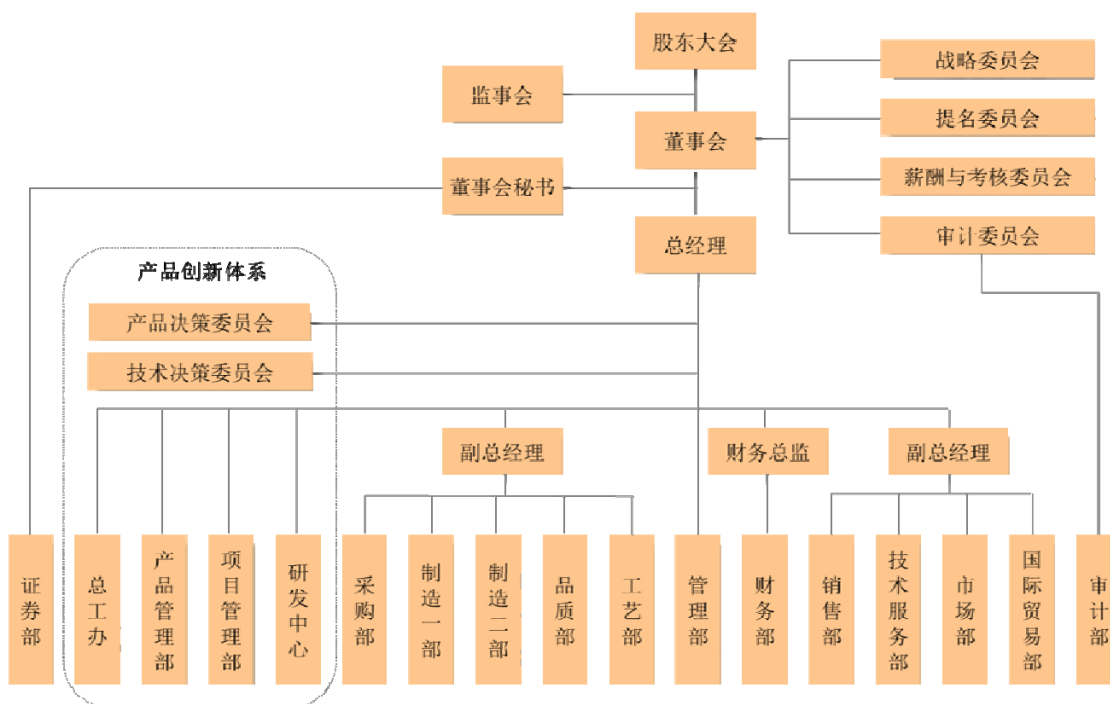 股东大会
战略委员会
监事会
提名委员会
董事会
薪酬与考核委员会
董事会秘书
审计委员会
总经理
产品创新体系
产品决策委员会
技术决策委员会
副总经理
财务总监
副总经理
证券部
总工办
产品管理部
项目管理部
研发中心
采购部
制造一部
制造二部
品质部
工艺部
管理部
财务部
销售部
技术服务部
市场部
国际贸易部
审计部